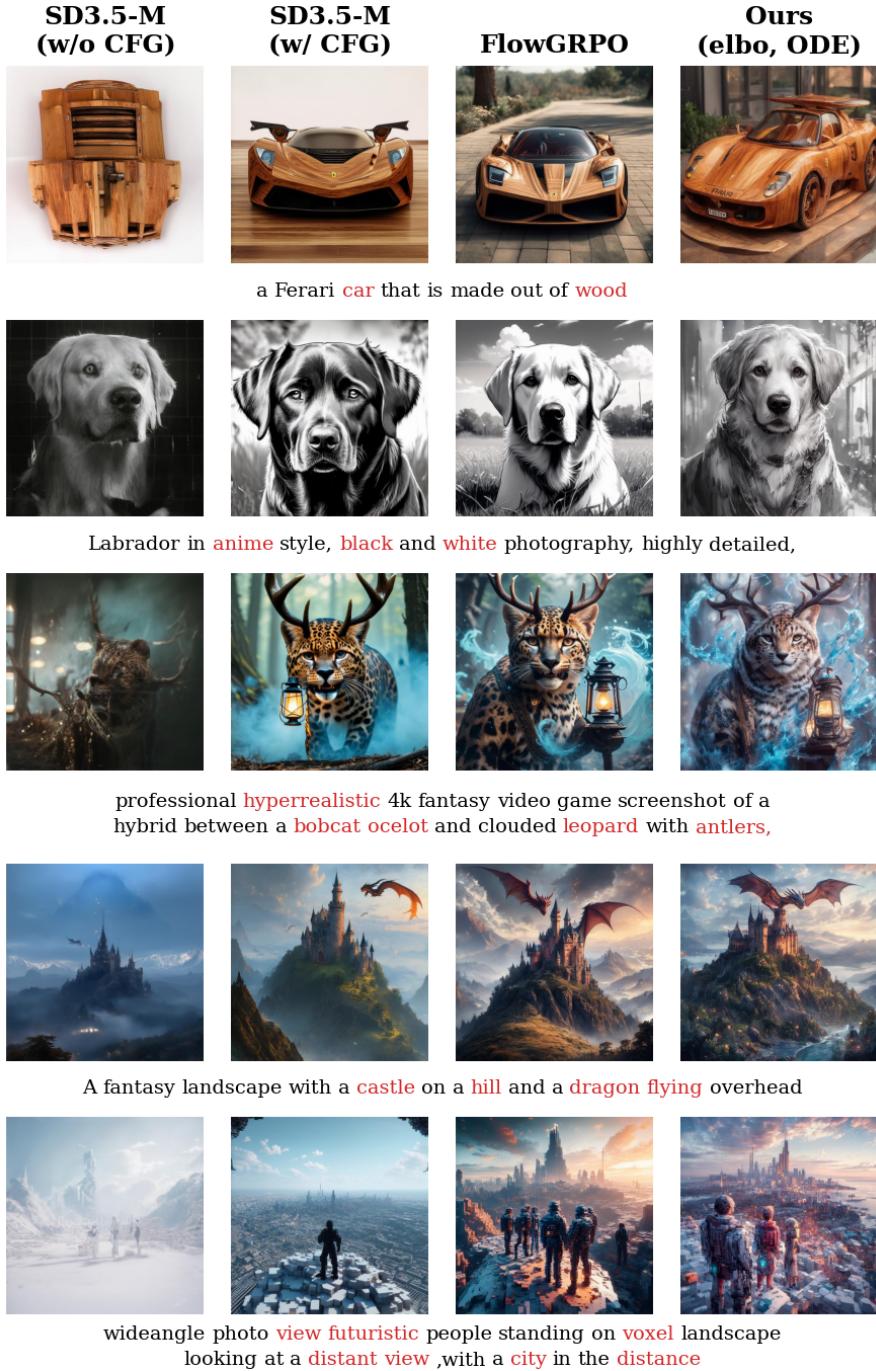 SD3.5-M
(w/o CFG)
SD3.5-M
(w/ CFG)
FlowGRPO
Ours
(elbo, ODE)
a Ferari car that is made out of wood
Labrador in anime style, black and white photography, highly detailed,
professional hyperrealistic 4k fantasy video game screenshot of a
hybrid between a bobcat ocelot and clouded leopard with antlers,
A fantasy landscape with a castle on a hill and a dragon flying overhead
wideangle photo view futuristic people standing on voxel landscape
looking at a distant view ,with a city in the distance